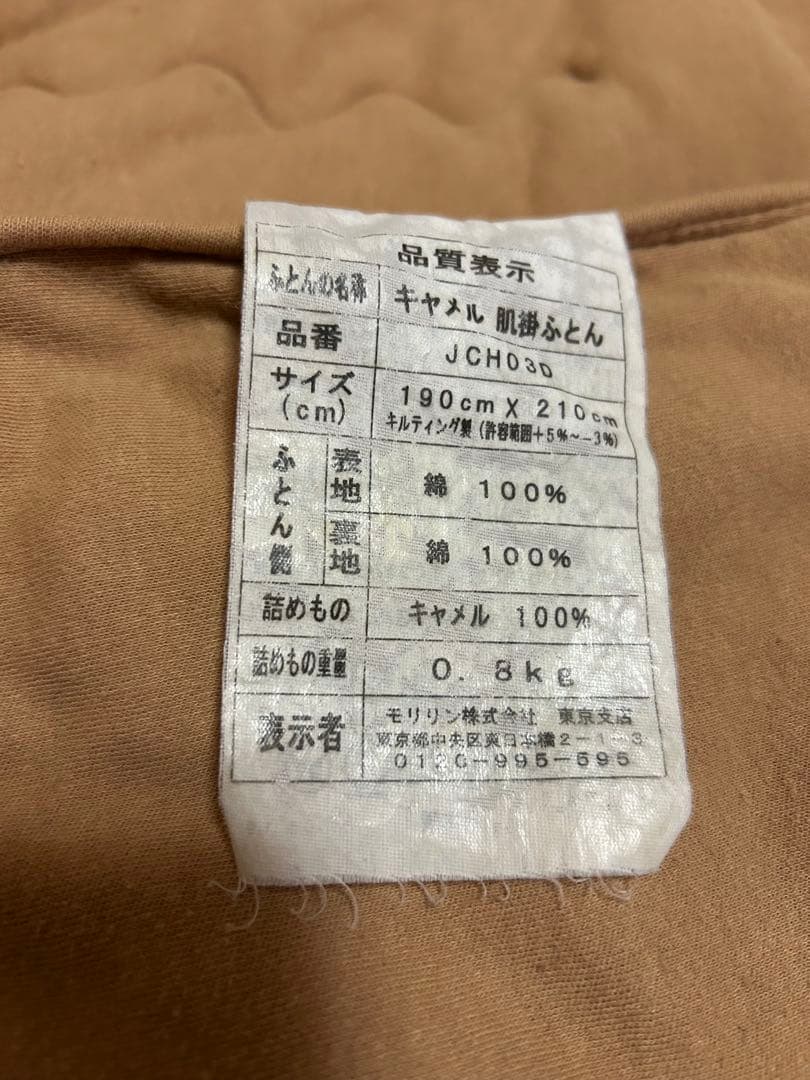 品質表示
ふとんの名称 キャメル 肌掛ふとん
品番 JCH030
サイズ(cm) 190cm X 210cm
キルティング製(許容範囲+5%~-3%)
ふとん側 表地 綿 100%
裏地 綿 100%
詰めもの キャメル 100%
詰めもの重量 0.8kg
表示者 モリリン株式会社 東京支店
東京都中央区東日本橋2-1-3
0120-995-595